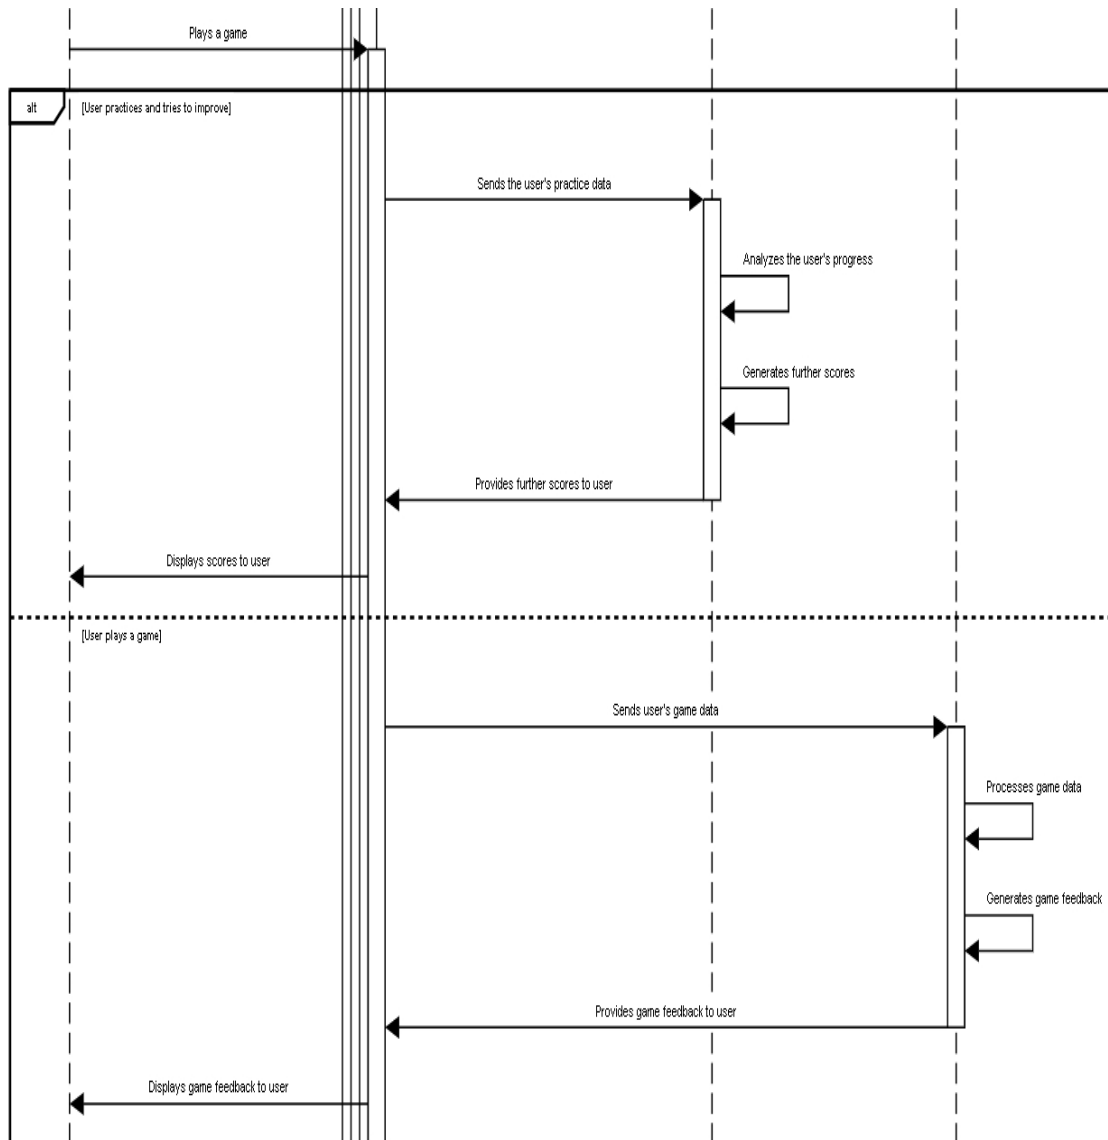 Plays a game
alt
[User practices and tries to improve]
Sends the user's practice data
Analyzes the user's progress
Generates further scores
Provides further scores to user
Displays scores to user
[User plays a game]
Sends user's game data
Processes game data
Generates game feedback
Provides game feedback to user
Displays game feedback to user